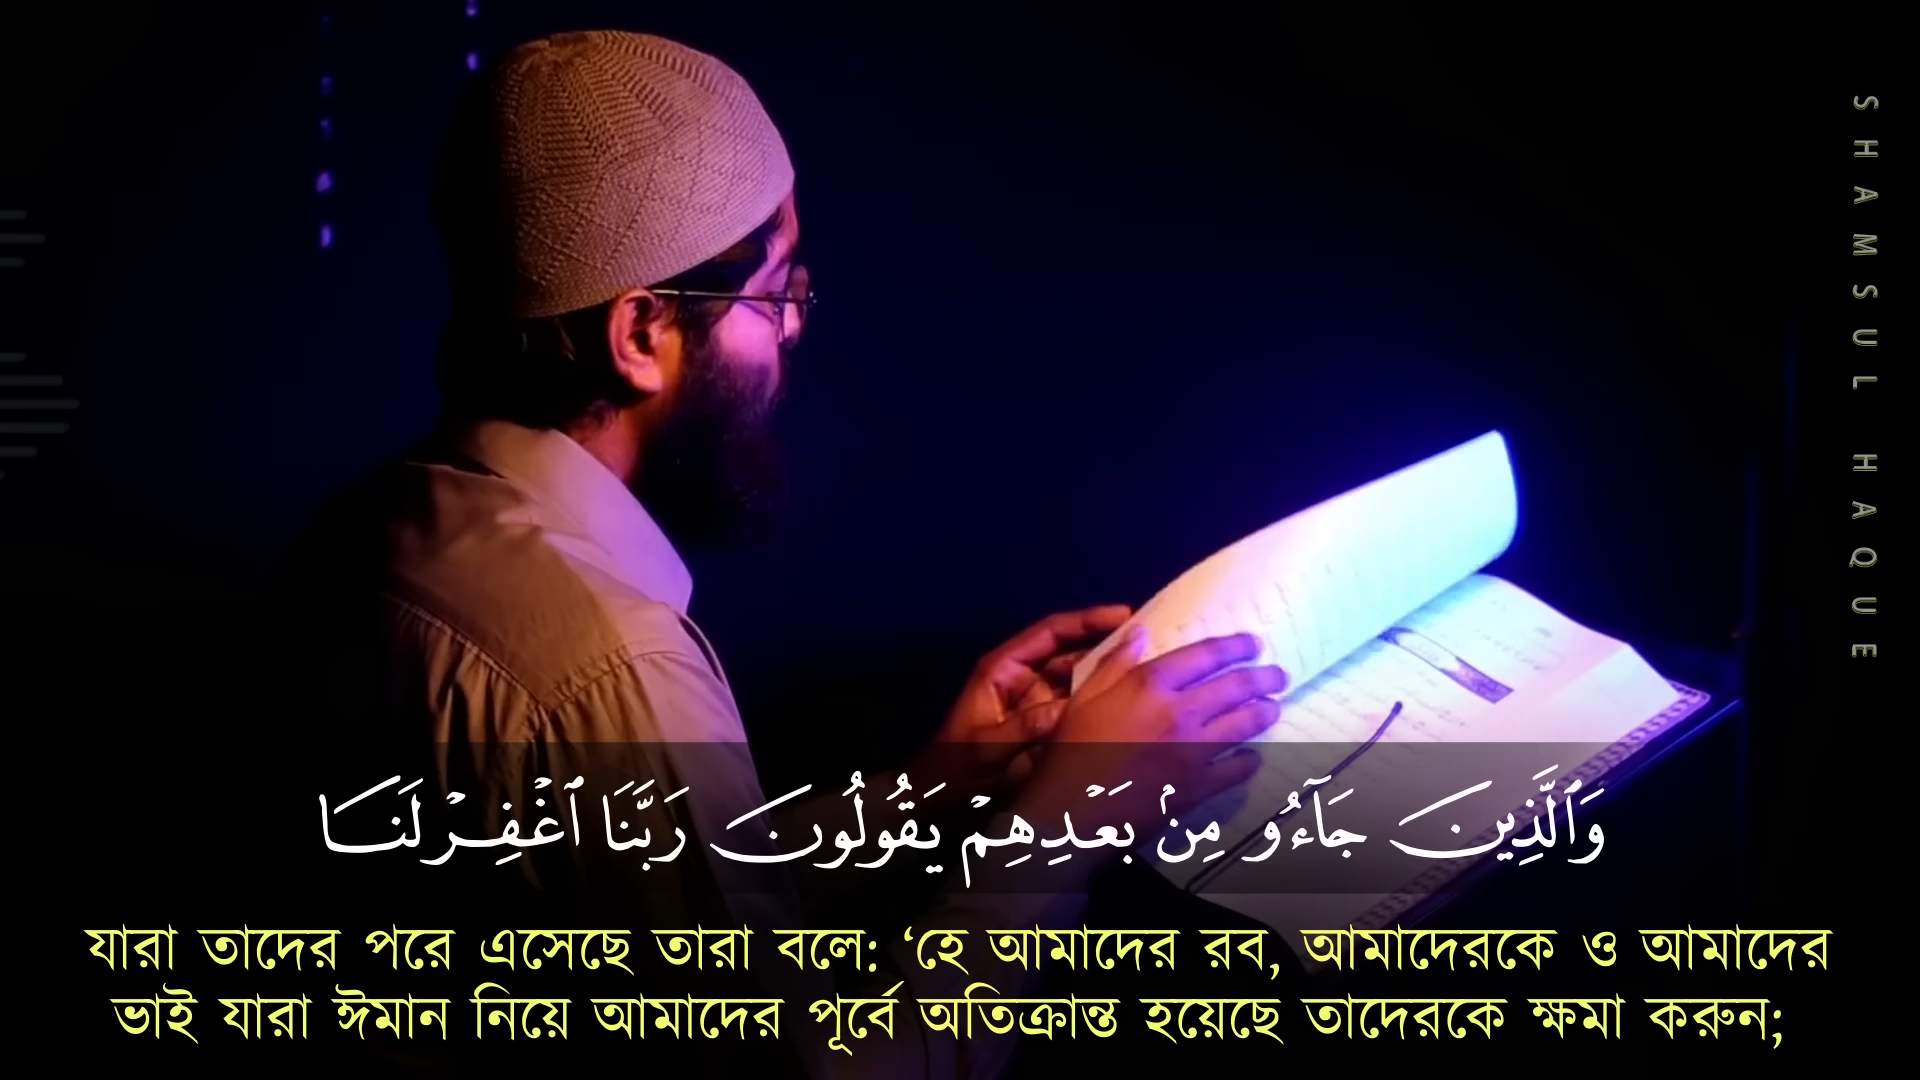 SHAMSUL HAQUE
وَٱلَّذِينَ جَآءُو مِنۢ بَعْدِهِمْ يَقُولُونَ رَبَّنَا ٱغْفِرْ لَنَا
যারা তাদের পরে এসেছে তারা বলে: ‘হে আমাদের রব, আমাদেরকে ও আমাদের
ভাই যারা ঈমান নিয়ে আমাদের পূর্বে অতিক্রান্ত হয়েছে তাদেরকে ক্ষমা করুন;